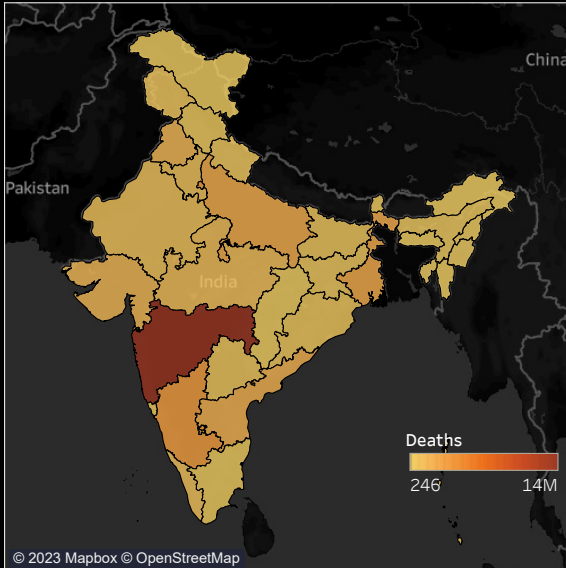 China
Pakistan
India
Deaths
246 14M
© 2023 Mapbox © OpenStreetMap